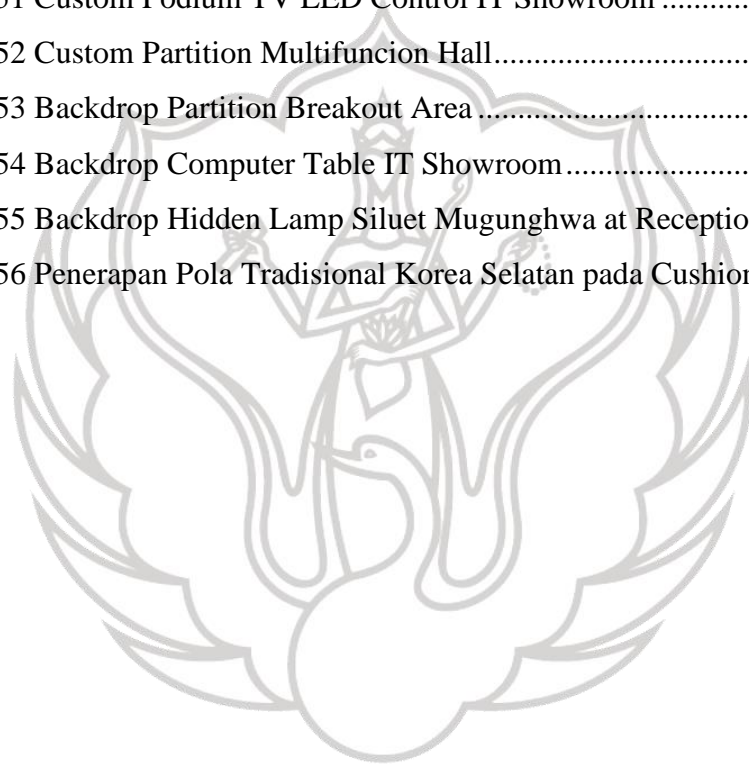 51 Custom Podium TV LED Control IT Showroom ............
52 Custom Partition Multifuncion Hall.................................
53 Backdrop Partition Breakout Area ...................................
54 Backdrop Computer Table IT Showroom........................
55 Backdrop Hidden Lamp Siluet Mugunghwa at Receptio
56 Penerapan Pola Tradisional Korea Selatan pada Cushion